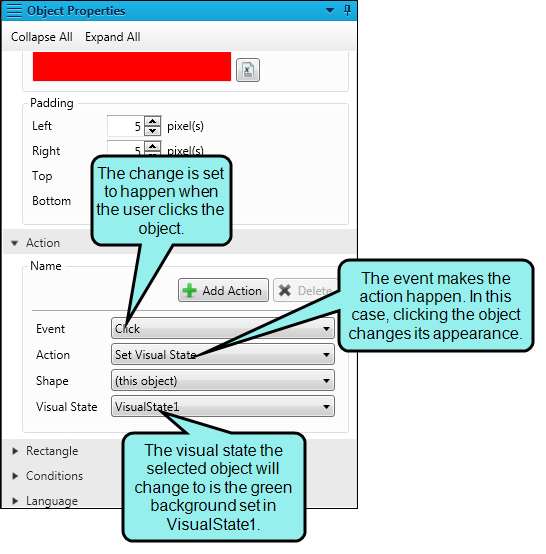 Object Properties
Collapse All Expand All
Padding
Left 5 pixel(s)
Right 5 pixel(s)
Top
Bottom
The change is set
to happen when
the user clicks the
object.
Action
Name
Add Action Delete
The event makes the
action happen. In this
case, clicking the object
changes its appearance.
Event Click
Action Set Visual State
Shape (this object)
Visual State VisualState1
Rectangle
Conditions
Language
The visual state the
selected object will
change to is the green
background set in
VisualState1.